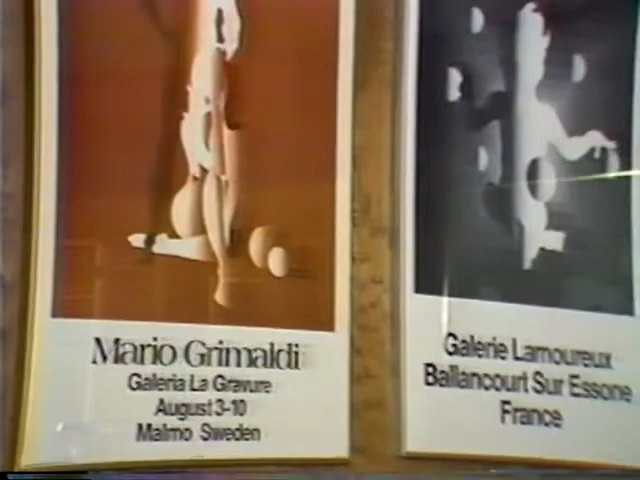 Mario Grimaldi
Galeria La Gravure
August 3-10
Malmo Sweden
Galerie Lamoureux
Ballancourt Sur Essone
France